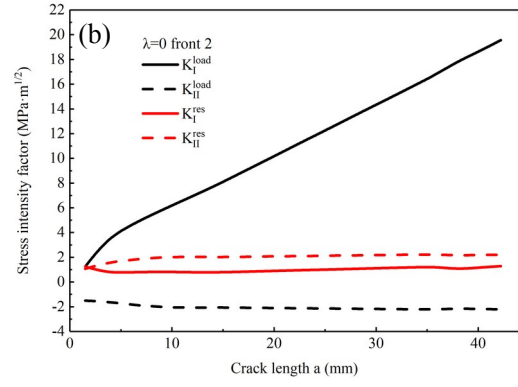 (b)
λ=0 front 2
K_I^load
K_II^load
K_I^res
K_II^res
22
20
18
16
14
12
10
8
6
4
2
0
-2
-4
0
10
20
30
40
Stress intensity factor (MPa·m^1/2)
Crack length a (mm)